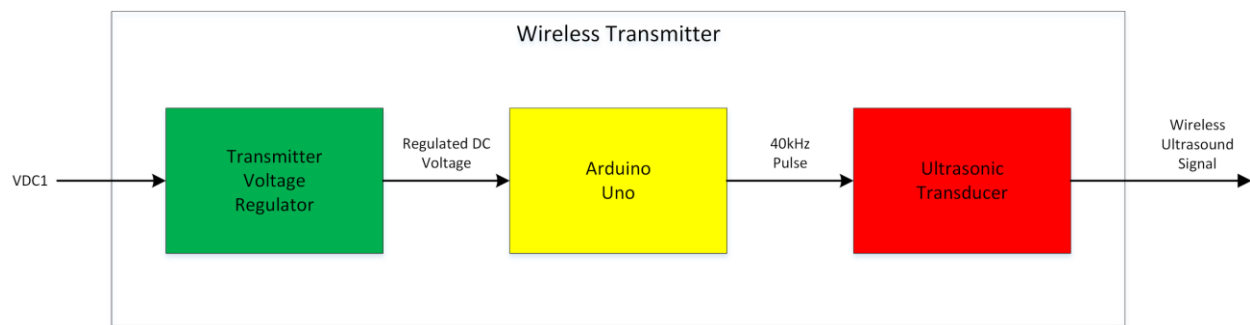 Wireless Transmitter
VDC1
Transmitter
Voltage
Regulator
Regulated DC
Voltage
Arduino
Uno
40kHz
Pulse
Ultrasonic
Transducer
Wireless
Ultrasound
Signal